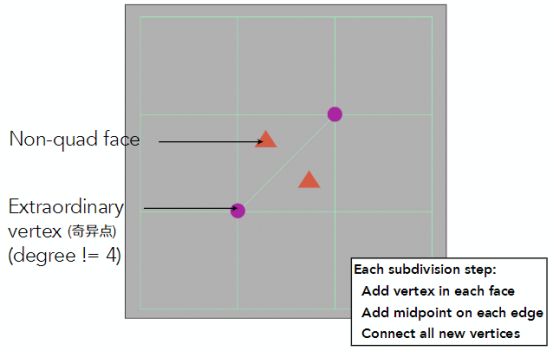 Non-quad face
Extraordinary
vertex (奇异点)
(degree != 4)
Each subdivision step:
Add vertex in each face
Add midpoint on each edge
Connect all new vertices